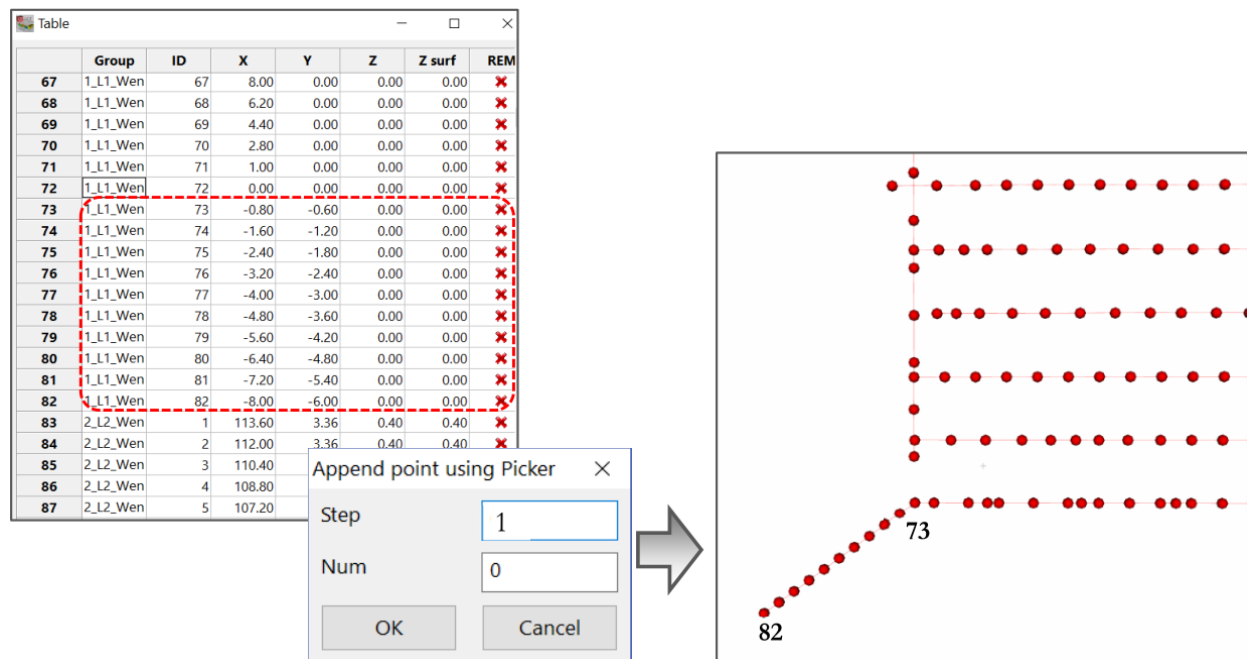 Table
Group ID X Y Z Z surf REM
67 1_L1_Wen 67 8.00 0.00 0.00 0.00
68 1_L1_Wen 68 6.20 0.00 0.00 0.00
69 1_L1_Wen 69 4.40 0.00 0.00 0.00
70 1_L1_Wen 70 2.80 0.00 0.00 0.00
71 1_L1_Wen 71 1.00 0.00 0.00 0.00
72 1_L1_Wen 72 0.00 0.00 0.00 0.00
73 1_L1_Wen 73 -0.80 -0.60 0.00 0.00
74 1_L1_Wen 74 -1.60 -1.20 0.00 0.00
75 1_L1_Wen 75 -2.40 -1.80 0.00 0.00
76 1_L1_Wen 76 -3.20 -2.40 0.00 0.00
77 1_L1_Wen 77 -4.00 -3.00 0.00 0.00
78 1_L1_Wen 78 -4.80 -3.60 0.00 0.00
79 1_L1_Wen 79 -5.60 -4.20 0.00 0.00
80 1_L1_Wen 80 -6.40 -4.80 0.00 0.00
81 1_L1_Wen 81 -7.20 -5.40 0.00 0.00
82 1_L1_Wen 82 -8.00 -6.00 0.00 0.00
83 2_L2_Wen 1 113.60 3.36 0.40 0.40
84 2_L2_Wen 2 112.00 3.36 0.40 0.40
85 2_L2_Wen 3 110.40
86 2_L2_Wen 4 108.80
87 2_L2_Wen 5 107.20
Append point using Picker
Step 1
Num 0
OK Cancel
73
82